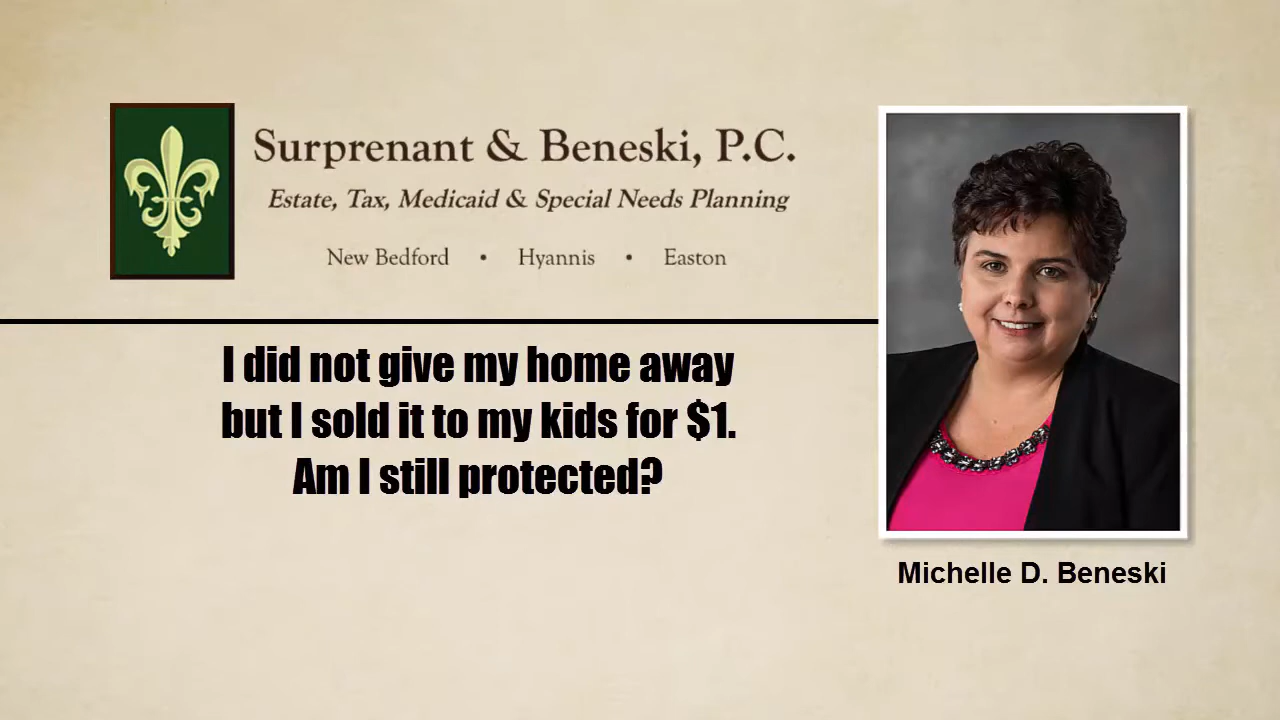 Surprenant & Beneski, P.C.
Estate, Tax, Medicaid & Special Needs Planning
New Bedford • Hyannis • Easton
I did not give my home away
but I sold it to my kids for $1.
Am I still protected?
Michelle D. Beneski